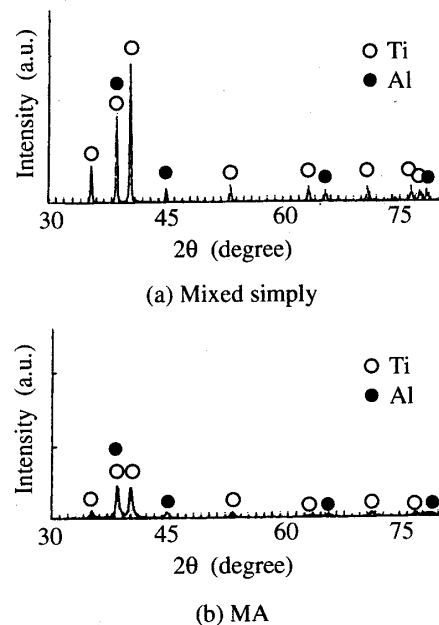 Intensity (a.u.)
Ti
Al
30 45 60 75
2θ (degree)
(a) Mixed simply
Intensity (a.u.)
Ti
Al
30 45 60 75
2θ (degree)
(b) MA